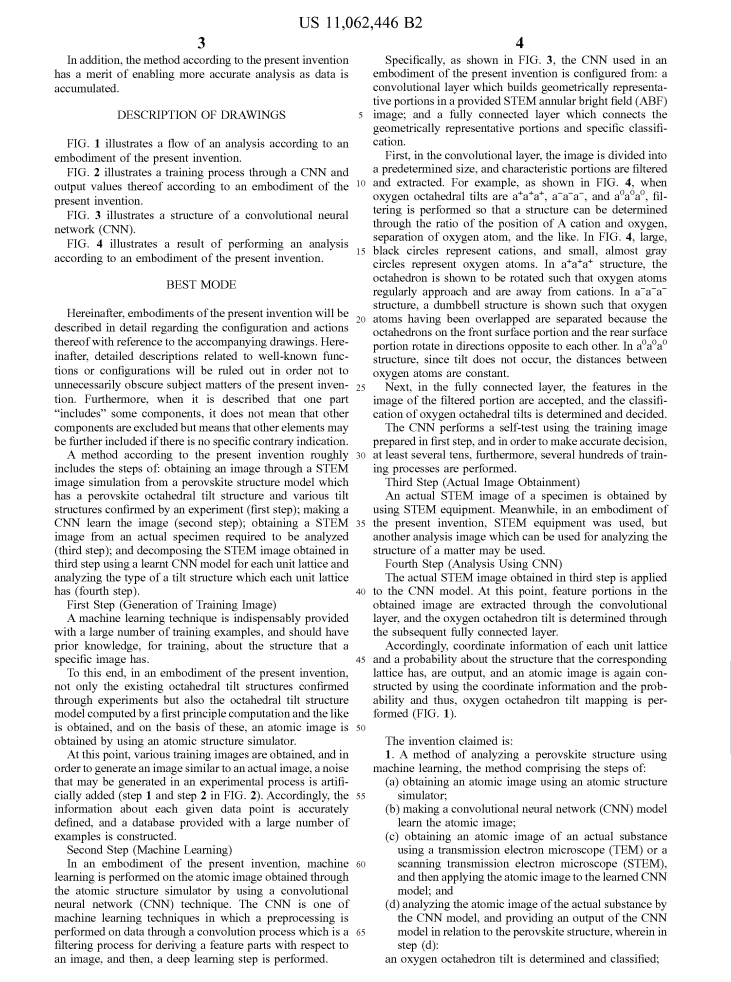 US 11,062,446 B2
3
In addition, the method according to the present invention
has a merit of enabling more accurate analysis as data is
accumulated.
DESCRIPTION OF DRAWINGS
FIG. 1 illustrates a flow of an analysis according to an
embodiment of the present invention.
FIG. 2 illustrates a training process through a CNN and
output values thereof according to an embodiment of the
present invention.
FIG. 3 illustrates a structure of a convolutional neural
network (CNN).
FIG. 4 illustrates a result of performing an analysis
according to an embodiment of the present invention.
BEST MODE
Hereinafter, embodiments of the present invention will be
described in detail regarding the configuration and actions
thereof with reference to the accompanying drawings. Here-
inafter, detailed descriptions related to well-known func-
tions or configurations will be ruled out in order not to
unnecessarily obscure subject matters of the present inven-
tion. Furthermore, when it is described that one part
“includes” some components, it does not mean that other
components are excluded but means that other elements may
be further included if there is no specific contrary indication.
A method according to the present invention roughly
includes the steps of: obtaining an image through a STEM
image simulation from a perovskite structure model which
has a perovskite octahedral tilt structure and various tilt
structures confirmed by an experiment (first step); making a
CNN learn the image (second step); obtaining a STEM
image from an actual specimen required to be analyzed
(third step); and decomposing the STEM image obtained in
third step using a learnt CNN model for each unit lattice and
analyzing the type of a tilt structure which each unit lattice
has (fourth step).
First Step (Generation of Training Image)
A machine learning technique is indispensably provided
with a large number of training examples, and should have
prior knowledge, for training, about the structure that a
specific image has.
To this end, in an embodiment of the present invention,
not only the existing octahedral tilt structures confirmed
through experiments but also the octahedral tilt structure
model computed by a first principle computation and the like
is obtained, and on the basis of these, an atomic image is
obtained by using an atomic structure simulator.
At this point, various training images are obtained, and in
order to generate an image similar to an actual image, a noise
that may be generated in an experimental process is artifi-
cially added (step 1 and step 2 in FIG. 2). Accordingly, the
information about each given data point is accurately
defined, and a database provided with a large number of
examples is constructed.
Second Step (Machine Learning)
In an embodiment of the present invention, machine
learning is performed on the atomic image obtained through
the atomic structure simulator by using a convolutional
neural network (CNN) technique. The CNN is one of
machine learning techniques in which a preprocessing is
performed on data through a convolution process which is a
filtering process for deriving a feature parts with respect to
an image, and then, a deep learning step is performed.
5
10
15
20
25
30
35
40
45
50
55
60
65
4
Specifically, as shown in FIG. 3, the CNN used in an
embodiment of the present invention is configured from: a
convolutional layer which builds geometrically representa-
tive portions in a provided STEM annular bright field (ABF)
image; and a fully connected layer which connects the
geometrically representative portions and specific classifi-
cation.
First, in the convolutional layer, the image is divided into
a predetermined size, and characteristic portions are filtered
and extracted. For example, as shown in FIG. 4, when
oxygen octahedral tilts are a⁺a⁺a⁺, a⁻a⁻a⁻, and a⁰a⁰a⁰, fil-
tering is performed so that a structure can be determined
through the ratio of the position of A cation and oxygen,
separation of oxygen atom, and the like. In FIG. 4, large,
black circles represent cations, and small, almost gray
circles represent oxygen atoms. In a⁺a⁺a⁺ structure, the
octahedron is shown to be rotated such that oxygen atoms
regularly approach and are away from cations. In a⁻a⁻a⁻
structure, a dumbbell structure is shown such that oxygen
atoms having been overlapped are separated because the
octahedrons on the front surface portion and the rear surface
portion rotate in directions opposite to each other. In a⁰a⁰a⁰
structure, since tilt does not occur, the distances between
oxygen atoms are constant.
Next, in the fully connected layer, the features in the
image of the filtered portion are accepted, and the classifi-
cation of oxygen octahedral tilts is determined and decided.
The CNN performs a self-test using the training image
prepared in first step, and in order to make accurate decision,
at least several tens, furthermore, several hundreds of train-
ing processes are performed.
Third Step (Actual Image Obtainment)
An actual STEM image of a specimen is obtained by
using STEM equipment. Meanwhile, in an embodiment of
the present invention, STEM equipment was used, but
another analysis image which can be used for analyzing the
structure of a matter may be used.
Fourth Step (Analysis Using CNN)
The actual STEM image obtained in third step is applied
to the CNN model. At this point, feature portions in the
obtained image are extracted through the convolutional
layer, and the oxygen octahedron tilt is determined through
the subsequent fully connected layer.
Accordingly, coordinate information of each unit lattice
and a probability about the structure that the corresponding
lattice has, are output, and an atomic image is again con-
structed by using the coordinate information and the prob-
ability and thus, oxygen octahedron tilt mapping is per-
formed (FIG. 1).
The invention claimed is:
1. A method of analyzing a perovskite structure using
machine learning, the method comprising the steps of:
(a) obtaining an atomic image using an atomic structure
simulator;
(b) making a convolutional neural network (CNN) model
learn the atomic image;
(c) obtaining an atomic image of an actual substance
using a transmission electron microscope (TEM) or a
scanning transmission electron microscope (STEM),
and then applying the atomic image to the learned CNN
model; and
(d) analyzing the atomic image of the actual substance by
the CNN model, and providing an output of the CNN
model in relation to the perovskite structure, wherein in
step (d):
an oxygen octahedron tilt is determined and classified;